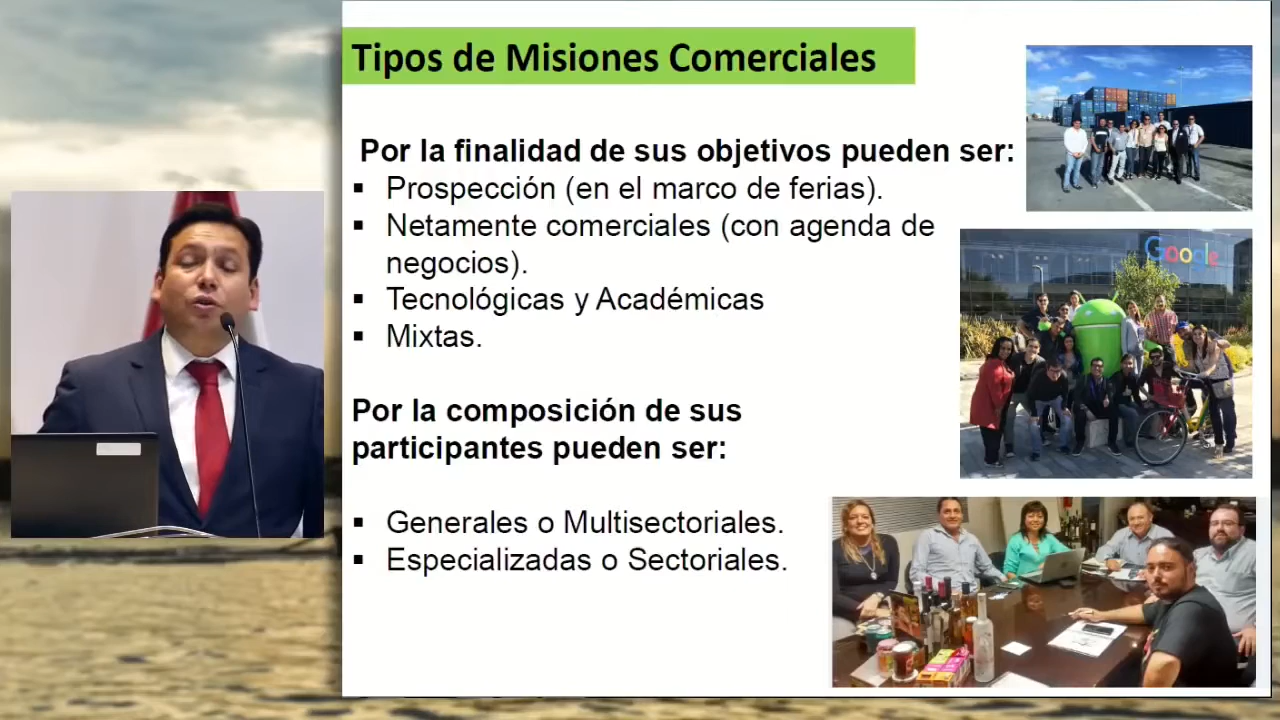 Tipos de Misiones Comerciales
Por la finalidad de sus objetivos pueden ser:
▪ Prospección (en el marco de ferias).
▪ Netamente comerciales (con agenda de
negocios).
▪ Tecnológicas y Académicas
▪ Mixtas.
Por la composición de sus
participantes pueden ser:
▪ Generales o Multisectoriales.
▪ Especializadas o Sectoriales.
Google